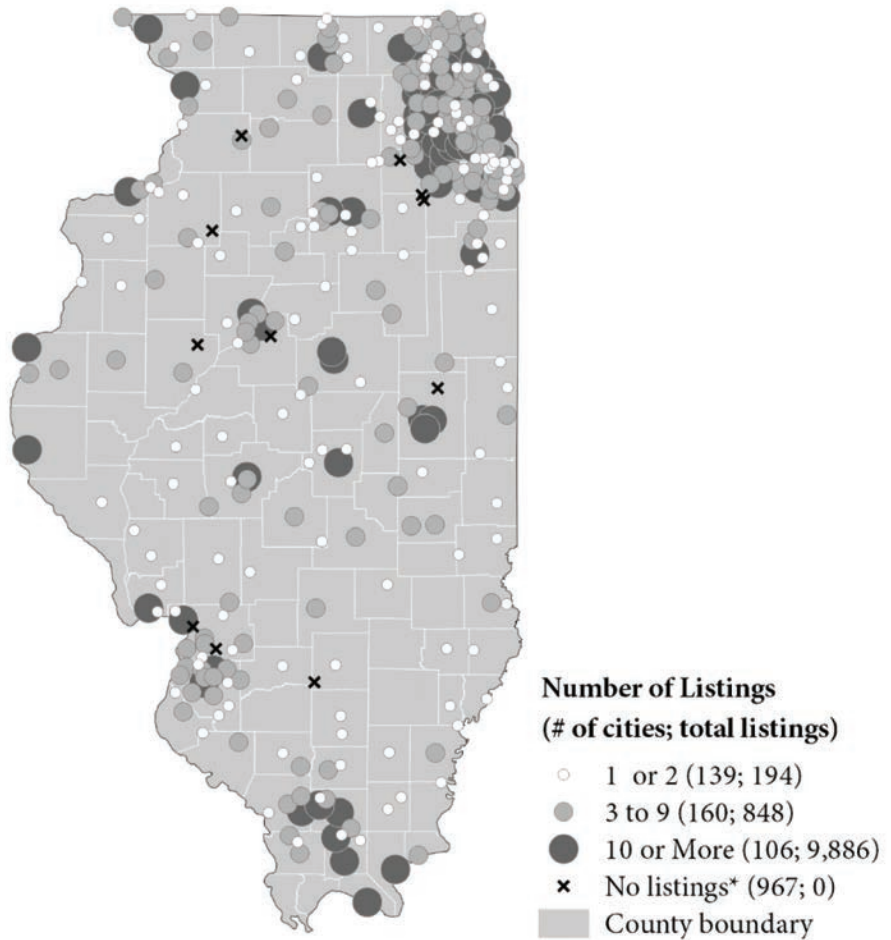 Number of Listings
(# of cities; total listings)
1 or 2 (139; 194)
3 to 9 (160; 848)
10 or More (106; 9,886)
No listings* (967; 0)
County boundary